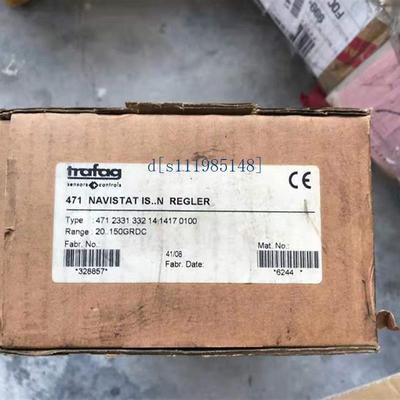 trafag
sensors controls
d[s111985148]
CE
471 NAVISTAT IS..N REGLER
Type : 471 2331 332 14 1417 0100
Range : 20..150GRDC
Fabr. No.: 41/08 Mat. No.:
Fabr. Date:
*328857* *6244 *